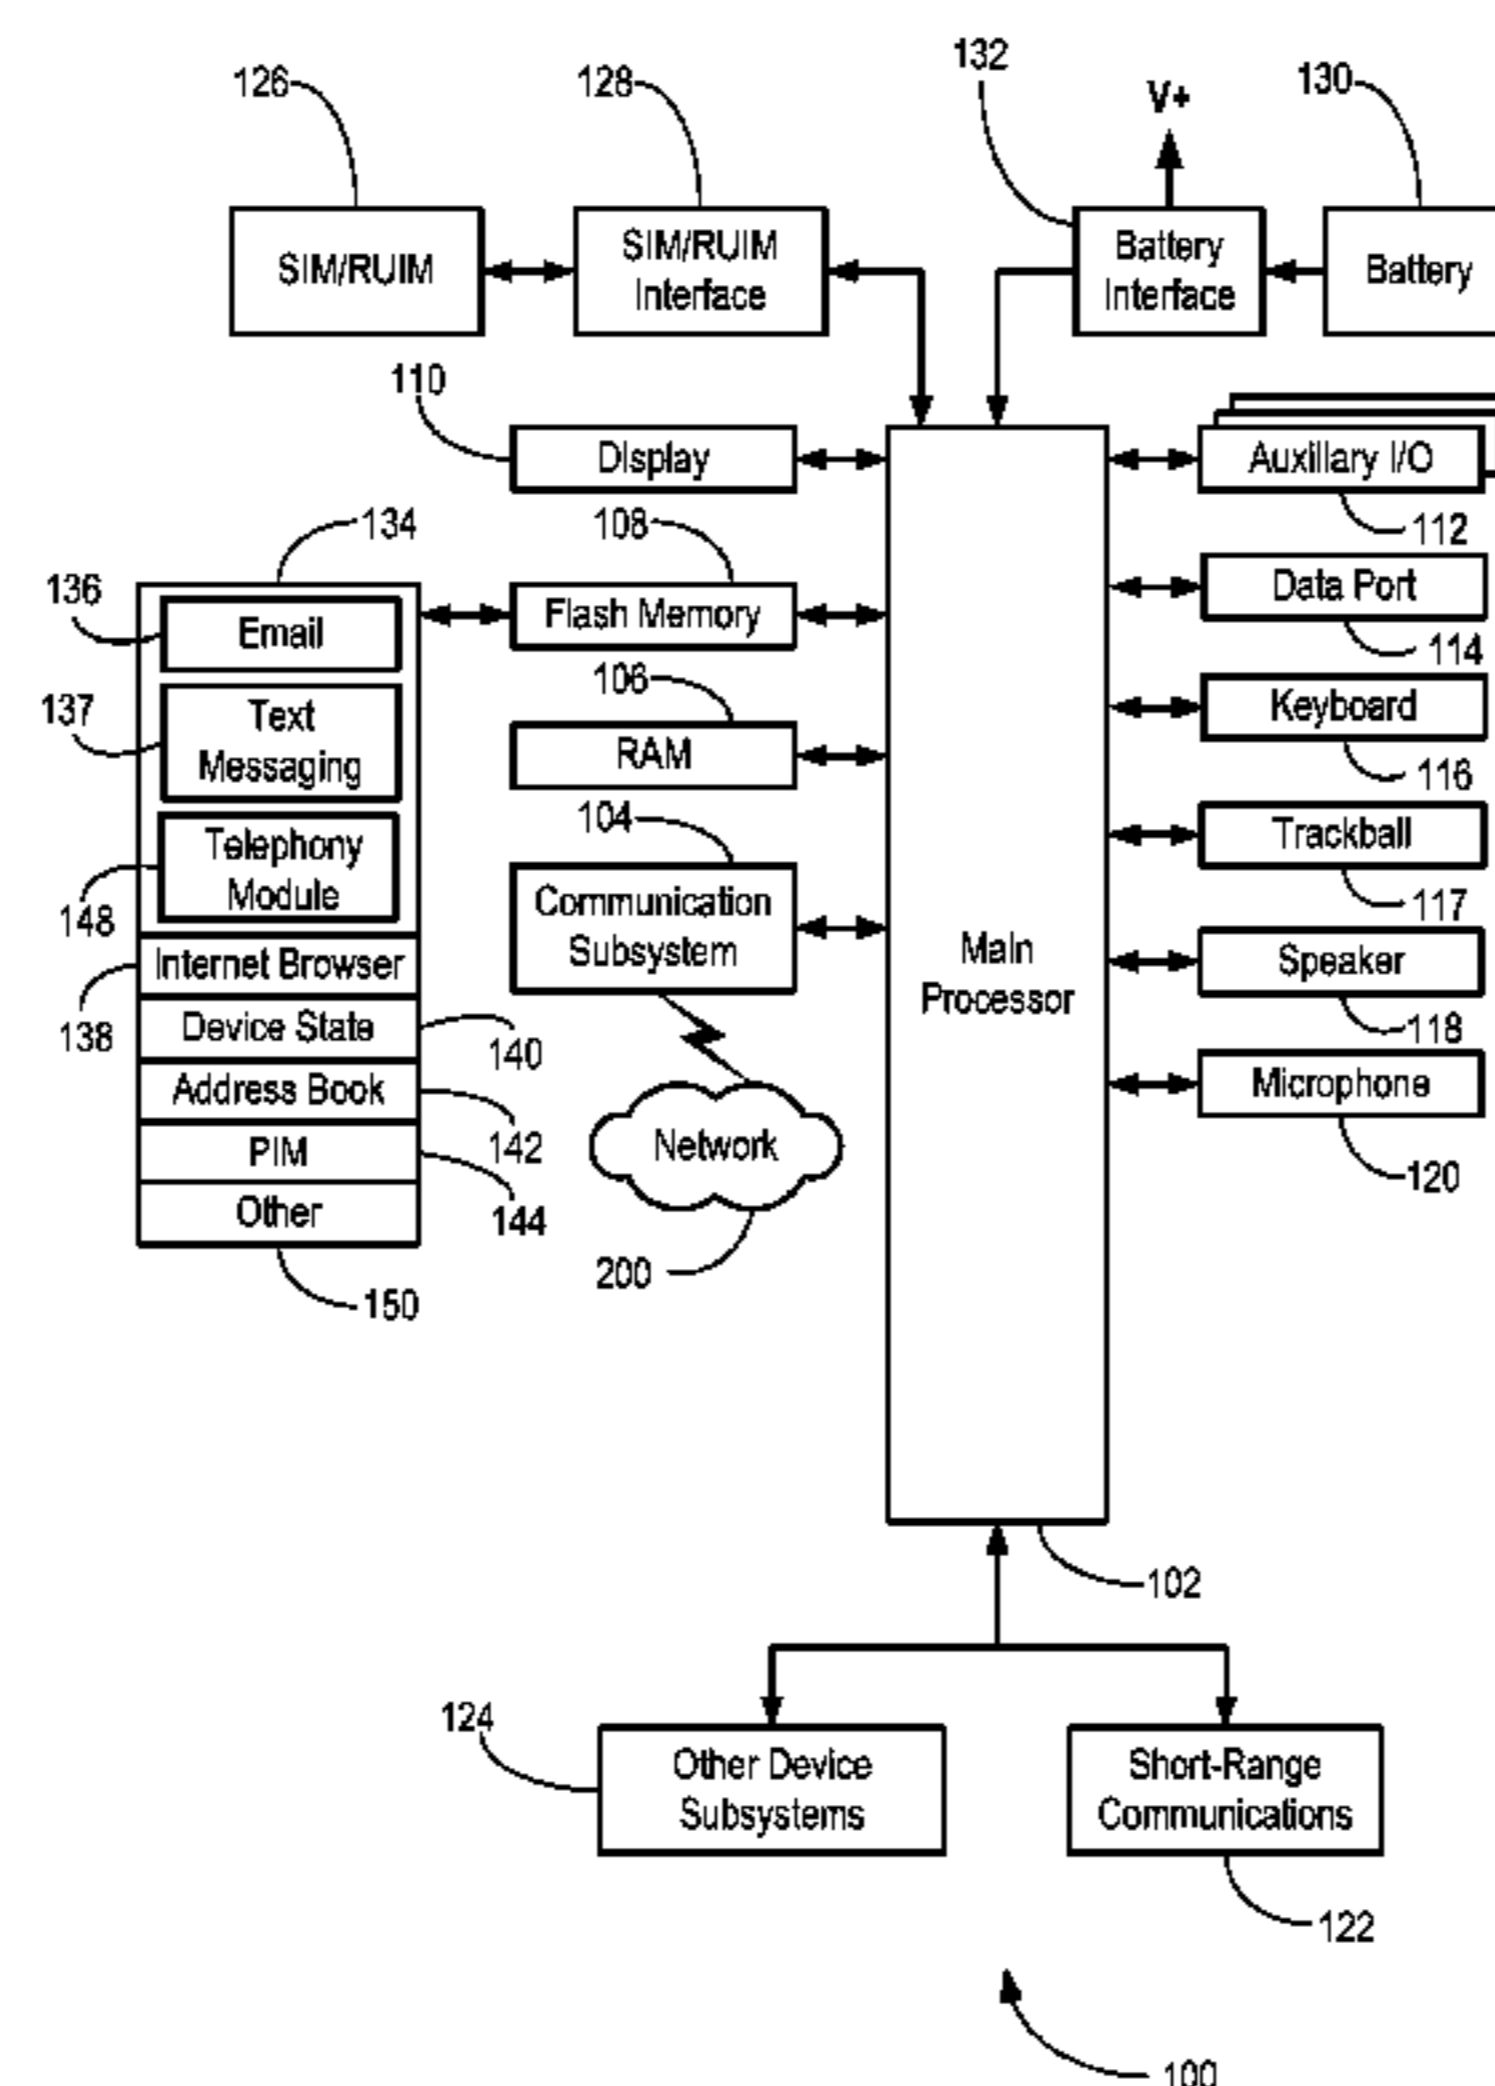 126
128
132
V+
130
SIM/RUIM
SIM/RUIM
Interface
Battery
Interface
Battery
110
Display
Auxillary I/O
112
134
108
136
Email
Flash Memory
Data Port
114
137
Text
Messaging
106
RAM
Keyboard
116
148
Telephony
Module
104
Communication
Subsystem
Trackball
117
Main
Processor
Internet Browser
138
Speaker
118
Device State
140
Address Book
142
Microphone
120
PIM
144
Network
200
Other
150
102
124
Other Device
Subsystems
Short-Range
Communications
122
100